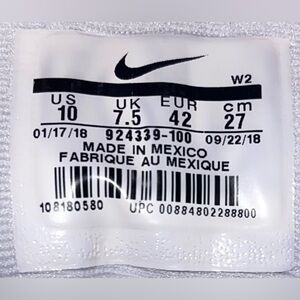 W2
US UK EUR cm
10 7.5 42 27
01/17/18 924339-100 09/22/18
MADE IN MEXICO
FABRIQUE AU MEXIQUE
108180580 UPC 00884802288800